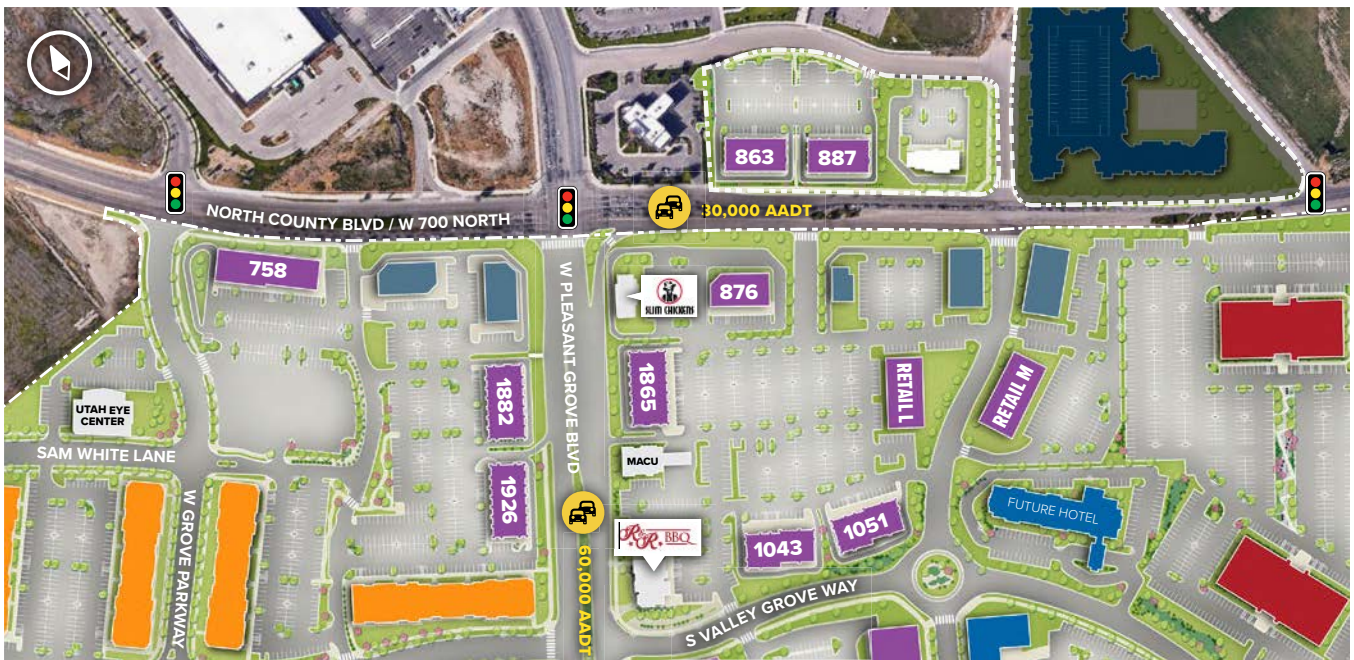 863
887
NORTH COUNTY BLVD / W 700 NORTH
30,000 AADT
758
SLIM CHICKENS
876
W PLEASANT GROVE BLVD
1882
1865
RETAIL L
RETAIL M
UTAH EYE
CENTER
SAM WHITE LANE
MACU
1926
W GROVE PARKWAY
R&R BBQ
FUTURE HOTEL
1043
1051
60,000 AADT
S VALLEY GROVE WAY